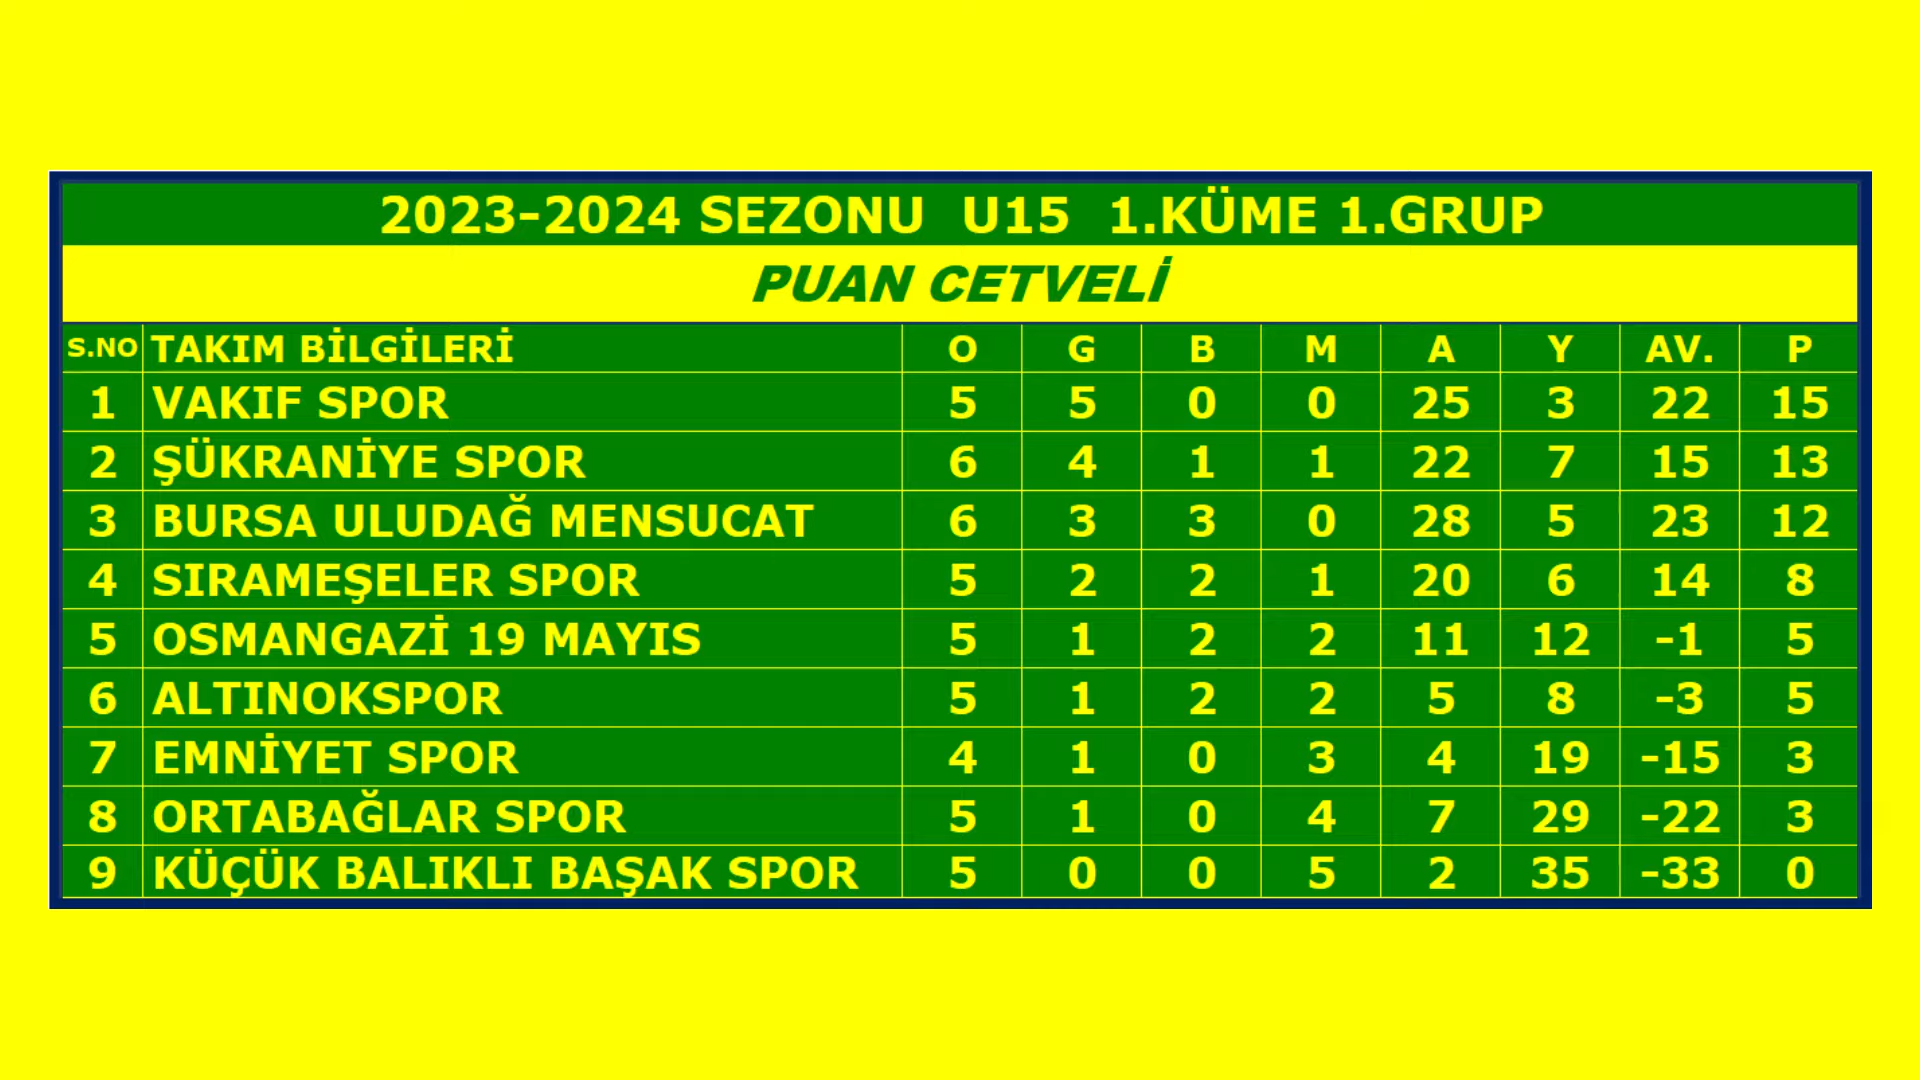 2023-2024 SEZONU U15 1.KÜME 1.GRUP
PUAN CETVELİ
S.NO TAKIM BİLGİLERİ O G B M A Y AV. P
1 VAKIF SPOR 5 5 0 0 25 3 22 15
2 ŞÜKRANİYE SPOR 6 4 1 1 22 7 15 13
3 BURSA ULUDAĞ MENSUCAT 6 3 3 0 28 5 23 12
4 SIRAMEŞELER SPOR 5 2 2 1 20 6 14 8
5 OSMANGAZİ 19 MAYIS 5 1 2 2 11 12 -1 5
6 ALTINOKSPOR 5 1 2 2 5 8 -3 5
7 EMNİYET SPOR 4 1 0 3 4 19 -15 3
8 ORTABAĞLAR SPOR 5 1 0 4 7 29 -22 3
9 KÜÇÜK BALIKLI BAŞAK SPOR 5 0 0 5 2 35 -33 0